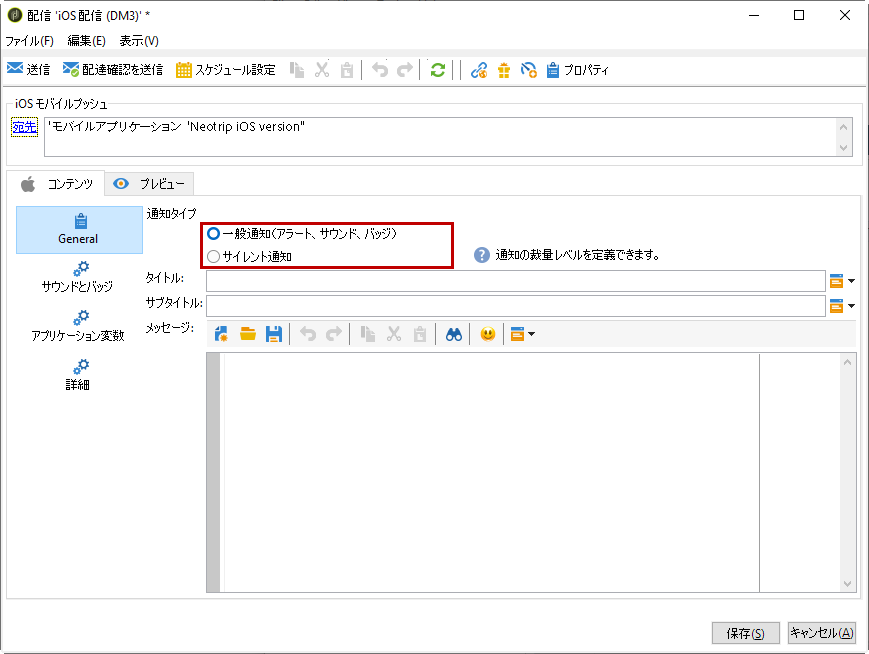 配信 'iOS 配信 (DM3)' *
ファイル(F) 編集(E) 表示(V)
送信 配達確認を送信 スケジュール設定 プロパティ
iOS モバイルプッシュ
宛先 'モバイルアプリケーション 'Neotrip iOS version''
コンテンツ プレビュー
通知タイプ
General
一般通知(アラート、サウンド、バッジ)
サイレント通知
通知の裁量レベルを定義できます。
サウンドとバッジ
タイトル:
サブタイトル:
アプリケーション変数
メッセージ:
詳細
保存(S) キャンセル(A)